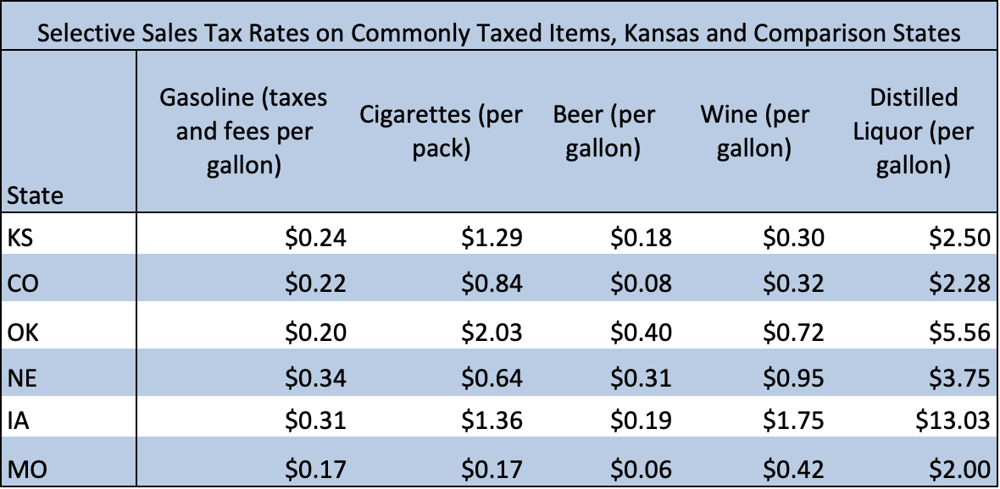 Selective Sales Tax Rates on Commonly Taxed Items, Kansas and Comparison States
State Gasoline (taxes and fees per gallon) Cigarettes (per pack) Beer (per gallon) Wine (per gallon) Distilled Liquor (per gallon)
KS $0.24 $1.29 $0.18 $0.30 $2.50
CO $0.22 $0.84 $0.08 $0.32 $2.28
OK $0.20 $2.03 $0.40 $0.72 $5.56
NE $0.34 $0.64 $0.31 $0.95 $3.75
IA $0.31 $1.36 $0.19 $1.75 $13.03
MO $0.17 $0.17 $0.06 $0.42 $2.00